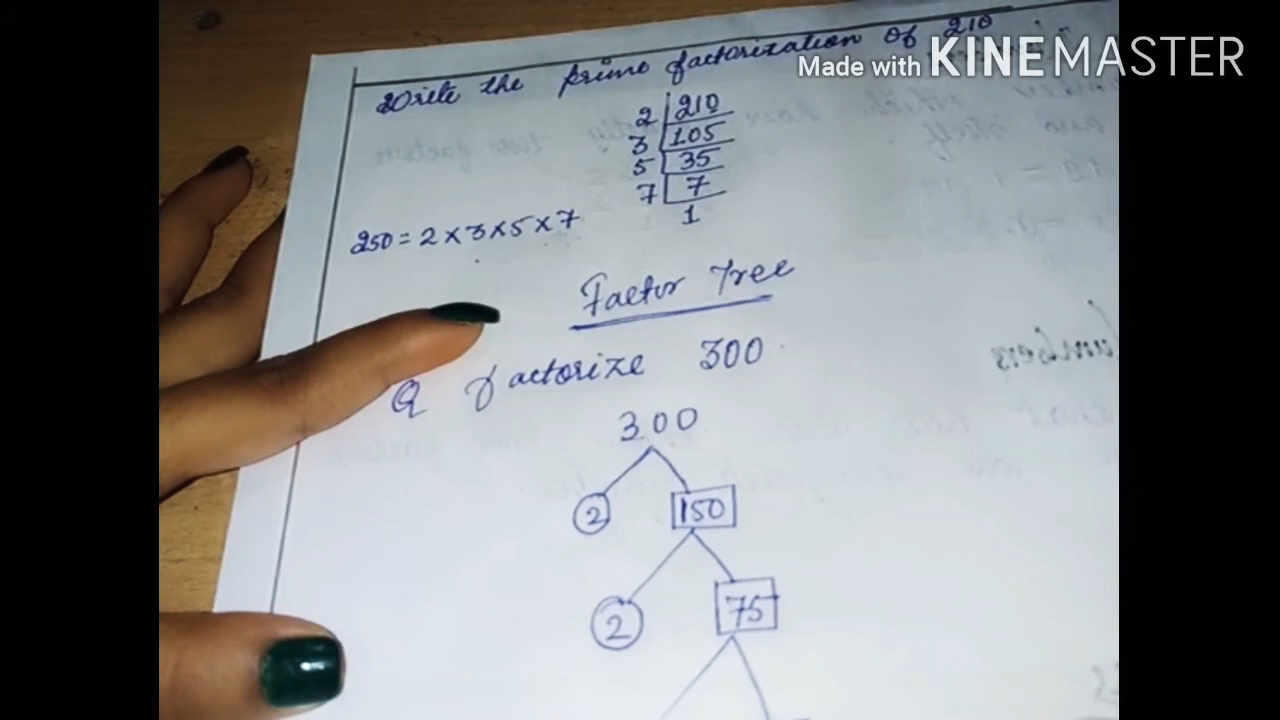 Write the prime factorization of 210
Made with KINEMASTER
2 | 210
3 | 105
5 | 35
7 | 7
1
250 = 2 × 3 × 5 × 7
Factor Tree
Q factorize 300
300
2 150
2 75